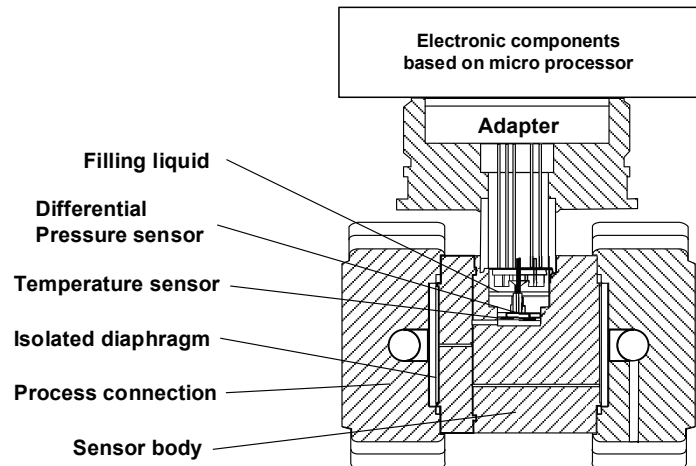 Electronic components
based on micro processor
Adapter
Filling liquid
Differential
Pressure sensor
Temperature sensor
Isolated diaphragm
Process connection
Sensor body